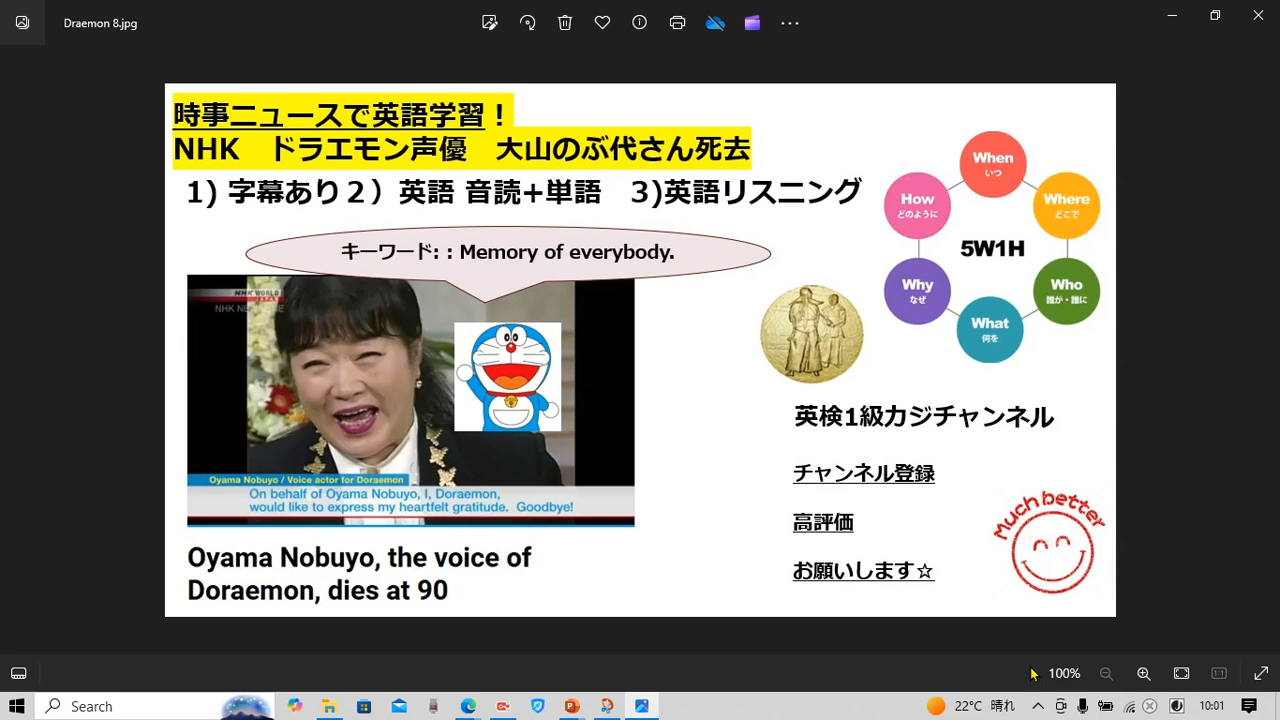 Draemon 8.jpg
時事ニュースで英語学習！
NHK　ドラエモン声優　大山のぶ代さん死去
1) 字幕あり２）英語 音読+単語　3)英語リスニング
キーワード: : Memory of everybody.
When
いつ
How
どのように
Where
どこで
5W1H
Why
なぜ
Who
誰が・誰に
What
何を
NHK WORLD
Oyama Nobuyo / Voice actor for Doraemon
On behalf of Oyama Nobuyo, I, Doraemon,
would like to express my heartfelt gratitude. Goodbye!
Oyama Nobuyo, the voice of
Doraemon, dies at 90
英検1級カジチャンネル
チャンネル登録
高評価
お願いします☆
Much better
100%
Search
22℃ 晴れ
10:01